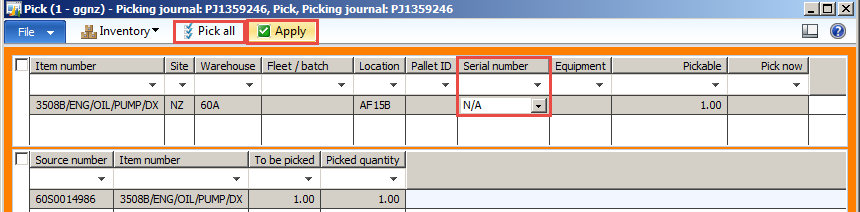 Pick (1 - ggnz) - Picking journal: PJ1359246, Pick, Picking journal: PJ1359246
File Inventory Pick all Apply
Item number Site Warehouse Fleet / batch Location Pallet ID Serial number Equipment Pickable Pick now
3508B/ENG/OIL/PUMP/DX NZ 60A AF15B N/A 1.00
Source number Item number To be picked Picked quantity
60S0014986 3508B/ENG/OIL/PUMP/DX 1.00 1.00